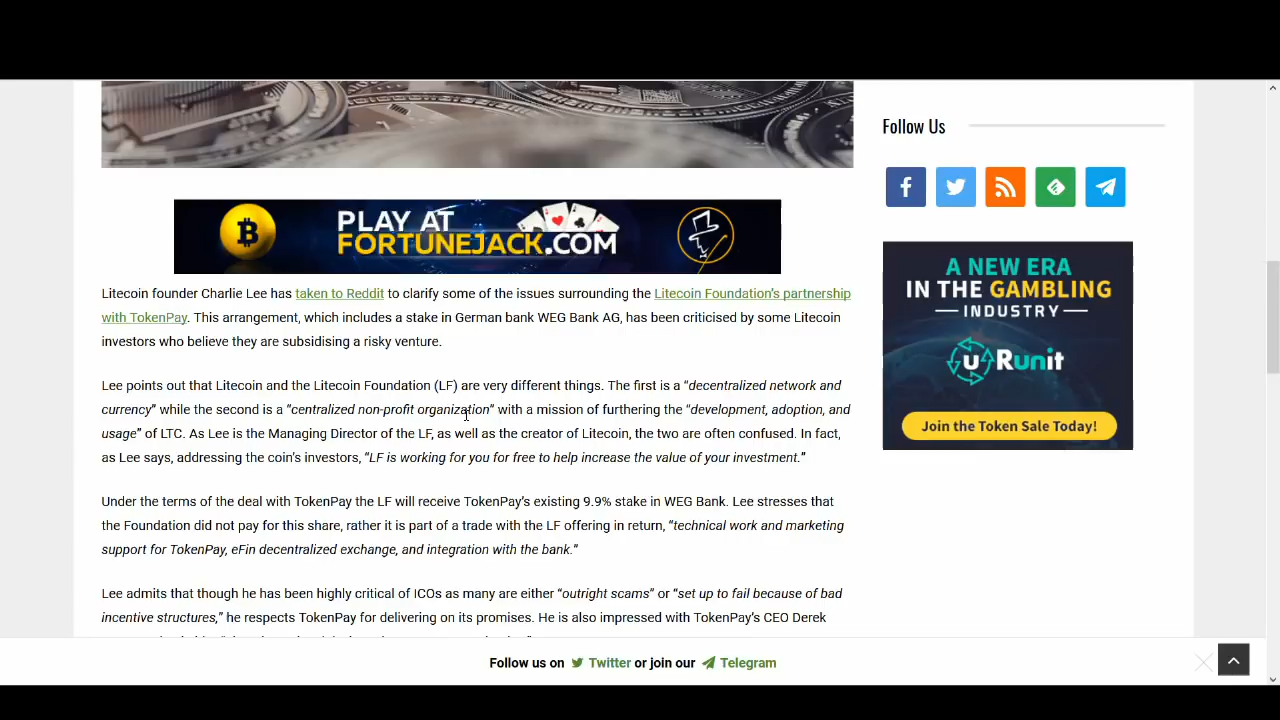 Follow Us
PLAY AT
FORTUNEJACK.COM
A NEW ERA
IN THE GAMBLING
INDUSTRY
uRunit
Join the Token Sale Today!
Litecoin founder Charlie Lee has taken to Reddit to clarify some of the issues surrounding the Litecoin Foundation's partnership
with TokenPay. This arrangement, which includes a stake in German bank WEG Bank AG, has been criticised by some Litecoin
investors who believe they are subsidising a risky venture.
Lee points out that Litecoin and the Litecoin Foundation (LF) are very different things. The first is a “decentralized network and
currency” while the second is a “centralized non-profit organization” with a mission of furthering the “development, adoption, and
usage” of LTC. As Lee is the Managing Director of the LF, as well as the creator of Litecoin, the two are often confused. In fact,
as Lee says, addressing the coin's investors, “LF is working for you for free to help increase the value of your investment.”
Under the terms of the deal with TokenPay the LF will receive TokenPay's existing 9.9% stake in WEG Bank. Lee stresses that
the Foundation did not pay for this share, rather it is part of a trade with the LF offering in return, “technical work and marketing
support for TokenPay, eFin decentralized exchange, and integration with the bank.”
Lee admits that though he has been highly critical of ICOs as many are either “outright scams” or “set up to fail because of bad
incentive structures,” he respects TokenPay for delivering on its promises. He is also impressed with TokenPay's CEO Derek
Follow us on Twitter or join our Telegram